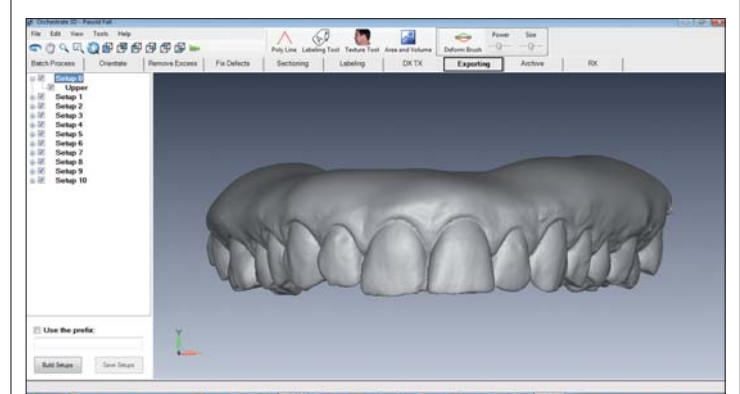 Orchestrate 3D - Pasold Falt
File Edit View Tools Help
Poly Line Labeling Tool Texture Tool Area and Volume Deform Brush Power Size
Batch Process Orientate Remove Excess Fix Defects Sectioning Labeling DX TX Exporting Archive RX
Setup 0
Upper
Setup 1
Setup 2
Setup 3
Setup 4
Setup 5
Setup 6
Setup 7
Setup 8
Setup 9
Setup 10
Use the prefix:
Build Setups Save Setups
Y